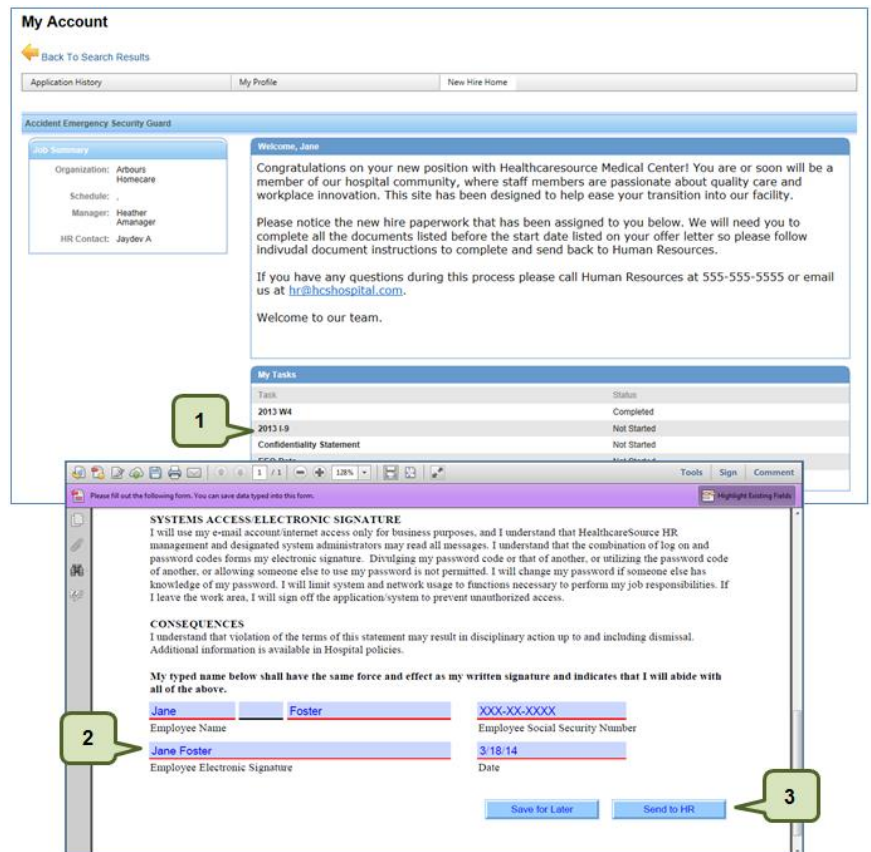 My Account
Back To Search Results
Application History My Profile New Hire Home
Accident Emergency Security Guard
Job Summary
Organization: Arbours
Homecare
Schedule: ,
Manager: Heather
Amanager
HR Contact: Jaydev A
Welcome, Jane
Congratulations on your new position with Healthcaresource Medical Center! You are or soon will be a
member of our hospital community, where staff members are passionate about quality care and
workplace innovation. This site has been designed to help ease your transition into our facility.
Please notice the new hire paperwork that has been assigned to you below. We will need you to
complete all the documents listed before the start date listed on your offer letter so please follow
indivudal document instructions to complete and send back to Human Resources.
If you have any questions during this process please call Human Resources at 555-555-5555 or email
us at hr@hcshospital.com.
Welcome to our team.
My Tasks
Task Status
2013 W4 Completed
1
2013 I-9 Not Started
Confidentiality Statement Not Started
1 / 1 128% Tools Sign Comment
Please fill out the following form. You can save data typed into this form. Highlight Existing Fields
SYSTEMS ACCESS/ELECTRONIC SIGNATURE
I will use my e-mail account/internet access only for business purposes, and I understand that HealthcareSource HR
management and designated system administrators may read all messages. I understand that the combination of log on and
password codes forms my electronic signature. Divulging my password code or that of another, or utilizing the password code
of another, or allowing someone else to use my password is not permitted. I will change my password if someone else has
knowledge of my password. I will limit system and network usage to functions necessary to perform my job responsibilities. If
I leave the work area, I will sign off the application/system to prevent unauthorized access.
CONSEQUENCES
I understand that violation of the terms of this statement may result in disciplinary action up to and including dismissal.
Additional information is available in Hospital policies.
My typed name below shall have the same force and effect as my written signature and indicates that I will abide with
all of the above.
Jane Foster XXX-XX-XXXX
Employee Name Employee Social Security Number
2
Jane Foster 3/18/14
Employee Electronic Signature Date
Save for Later Send to HR
3